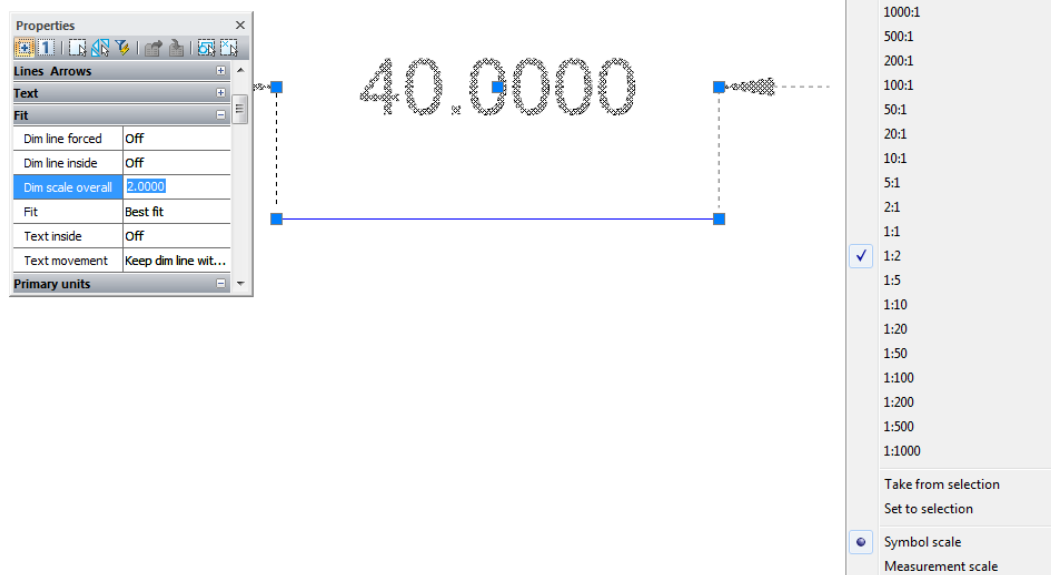 Properties
1
Lines Arrows
Text
Fit
Dim line forced Off
Dim line inside Off
Dim scale overall 2.0000
Fit Best fit
Text inside Off
Text movement Keep dim line wit...
Primary units
40.0000
1000:1
500:1
200:1
100:1
50:1
20:1
10:1
5:1
2:1
1:1
1:2
1:5
1:10
1:20
1:50
1:100
1:200
1:500
1:1000
Take from selection
Set to selection
Symbol scale
Measurement scale